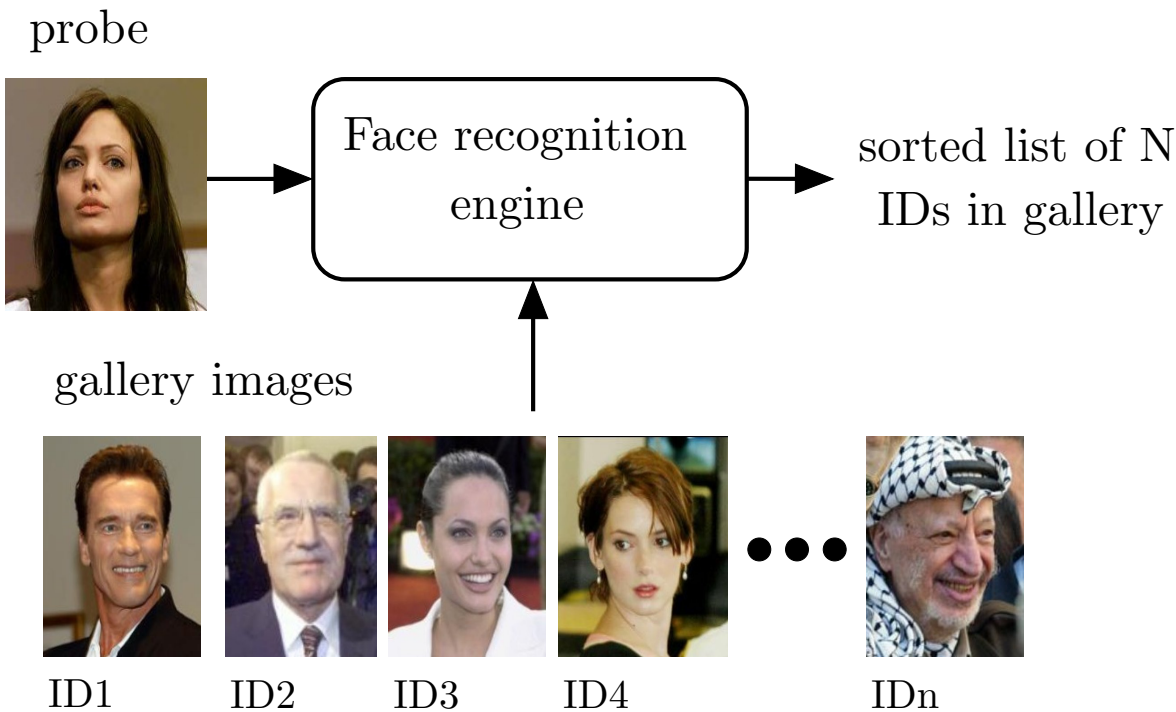 probe
Face recognition
engine
sorted list of N
IDs in gallery
gallery images
ID1
ID2
ID3
ID4
IDn